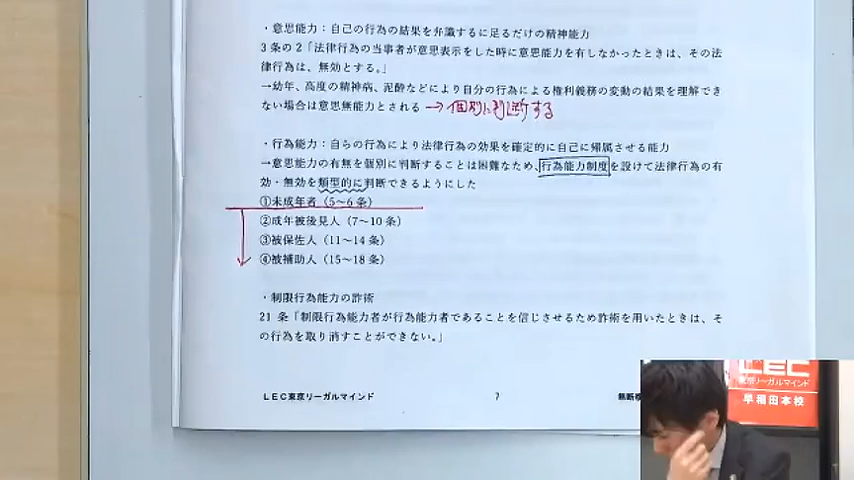 ・意思能力：自己の行為の結果を弁識するに足るだけの精神能力
3条の2「法律行為の当事者が意思表示をした時に意思能力を有しなかったときは、その法
律行為は、無効とする。」
→幼年、高度の精神病、泥酔などにより自分の行為による権利義務の変動の結果を理解でき
ない場合は意思無能力とされる → 個別に判断する
・行為能力：自らの行為により法律行為の効果を確定的に自己に帰属させる能力
→意思能力の有無を個別に判断することは困難なため、行為能力制度を設けて法律行為の有
効・無効を類型的に判断できるようにした
①未成年者（5～6条）
②成年被後見人（7～10条）
③被保佐人（11～14条）
④被補助人（15～18条）
・制限行為能力の詐術
21条「制限行為能力者が行為能力者であることを信じさせるため詐術を用いたときは、そ
の行為を取り消すことができない。」
LEC東京リーガルマインド 7 無断
LEC
東京リーガルマインド
早稲田本校